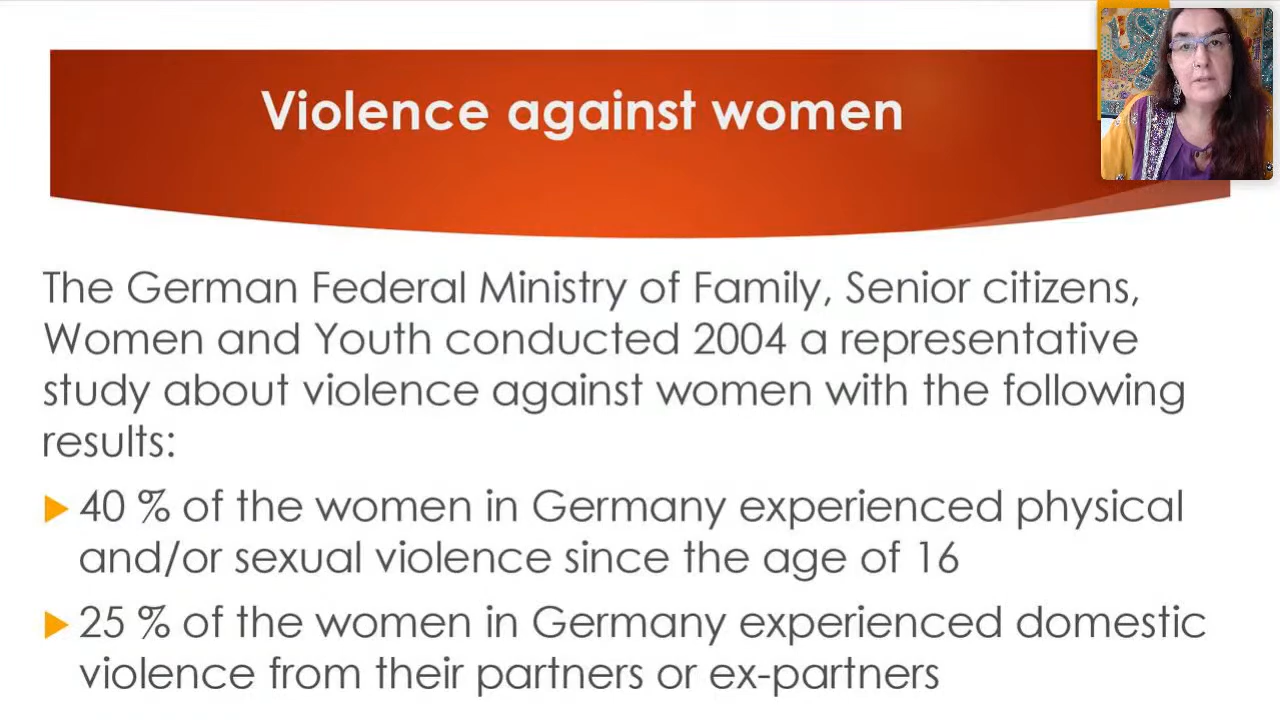 Violence against women
The German Federal Ministry of Family, Senior citizens,
Women and Youth conducted 2004 a representative
study about violence against women with the following
results:
40 % of the women in Germany experienced physical
and/or sexual violence since the age of 16
25 % of the women in Germany experienced domestic
violence from their partners or ex-partners